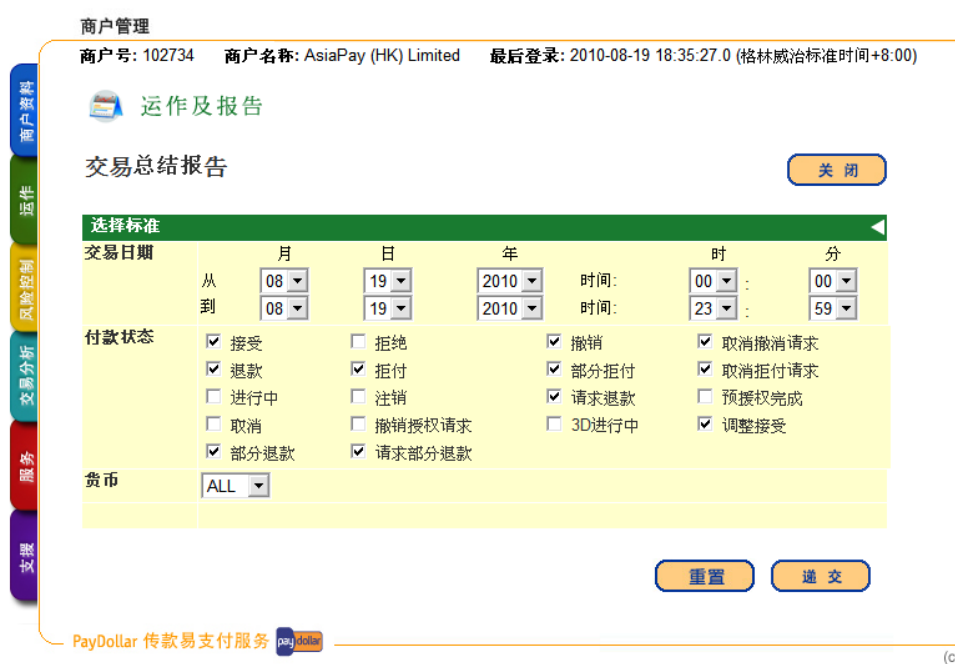 商户管理
商户号: 102734 商户名称: AsiaPay (HK) Limited 最后登录: 2010-08-19 18:35:27.0 (格林威治标准时间+8:00)
商户资料
运作
风险控制
交易分析
服务
支援
运作及报告
交易总结报告
关 闭
选择标准
交易日期 月 日 年 时 分
从 08 19 2010 时间: 00 : 00
到 08 19 2010 时间: 23 : 59
付款状态 接受 拒绝 撤销 取消撤消请求
退款 拒付 部分拒付 取消拒付请求
进行中 注销 请求退款 预授权完成
取消 撤销授权请求 3D进行中 调整接受
部分退款 请求部分退款
货币 ALL
重置 递 交
PayDollar 传款易支付服务 paydollar
(c